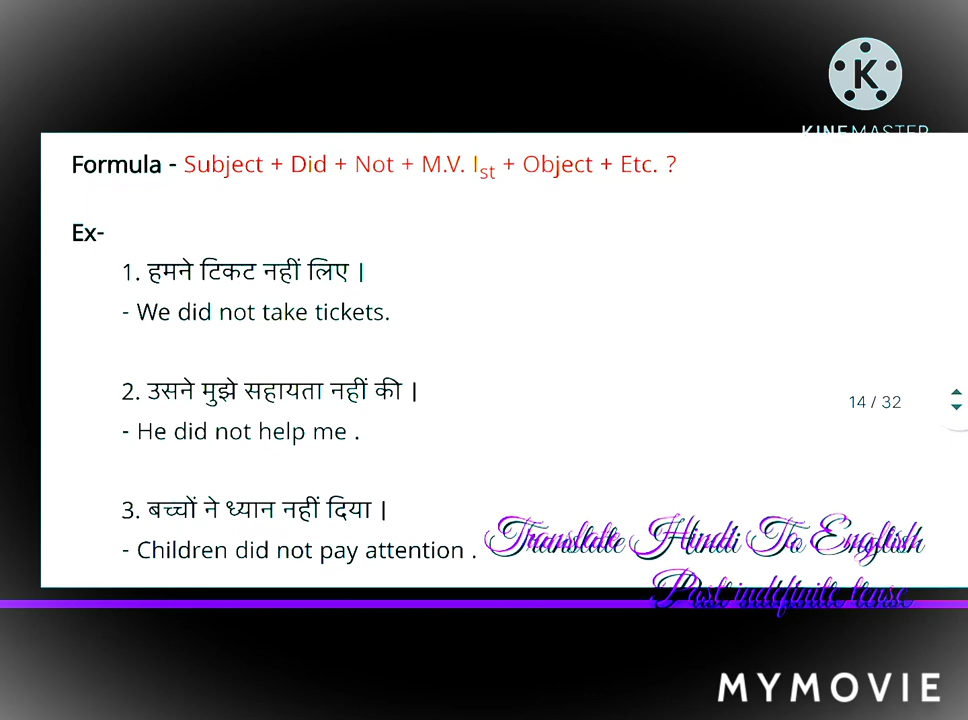 KINEMASTER
Formula - Subject + Did + Not + M.V. Ist + Object + Etc. ?
Ex-
1. हमने टिकट नहीं लिए |
- We did not take tickets.
2. उसने मुझे सहायता नहीं की |
- He did not help me .
14 / 32
3. बच्चों ने ध्यान नहीं दिया |
- Children did not pay attention .
Translate Hindi To English
Past indefinite tense
MYMOVIE